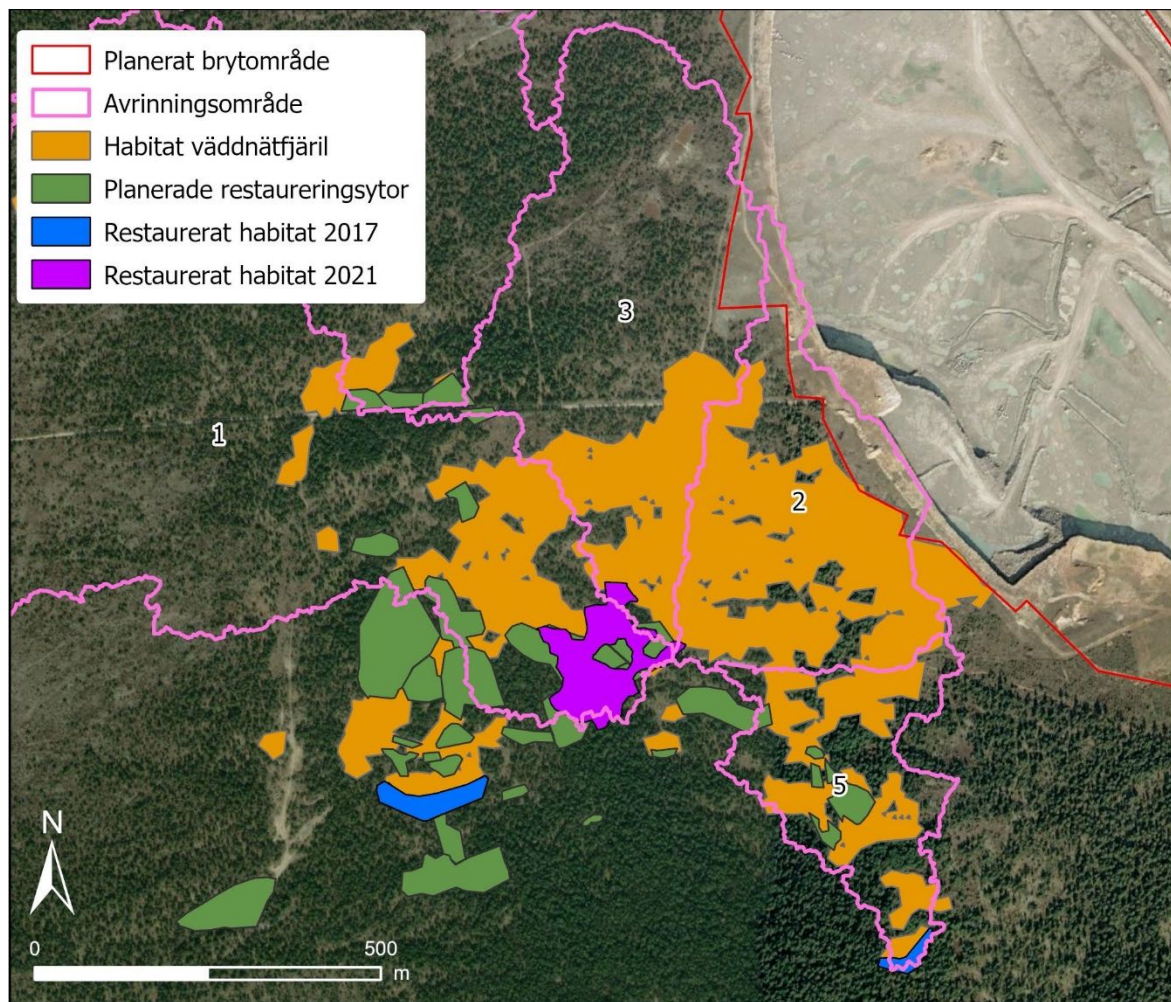 Planerat brytområde
Avrinningsområde
Habitat väddnätfjäril
Planerade restaureringsytor
Restaurerat habitat 2017
Restaurerat habitat 2021
3
1
2
5
N
0 500
m